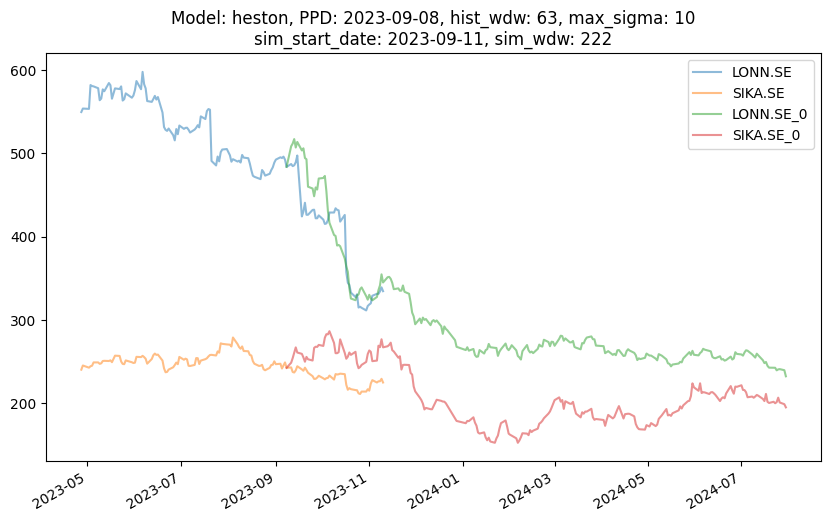 Model: heston, PPD: 2023-09-08, hist_wdw: 63, max_sigma: 10
sim_start_date: 2023-09-11, sim_wdw: 222
LONN.SE
SIKA.SE
LONN.SE_0
SIKA.SE_0
600
500
400
300
200
2023-05
2023-07
2023-09
2023-11
2024-01
2024-03
2024-05
2024-07